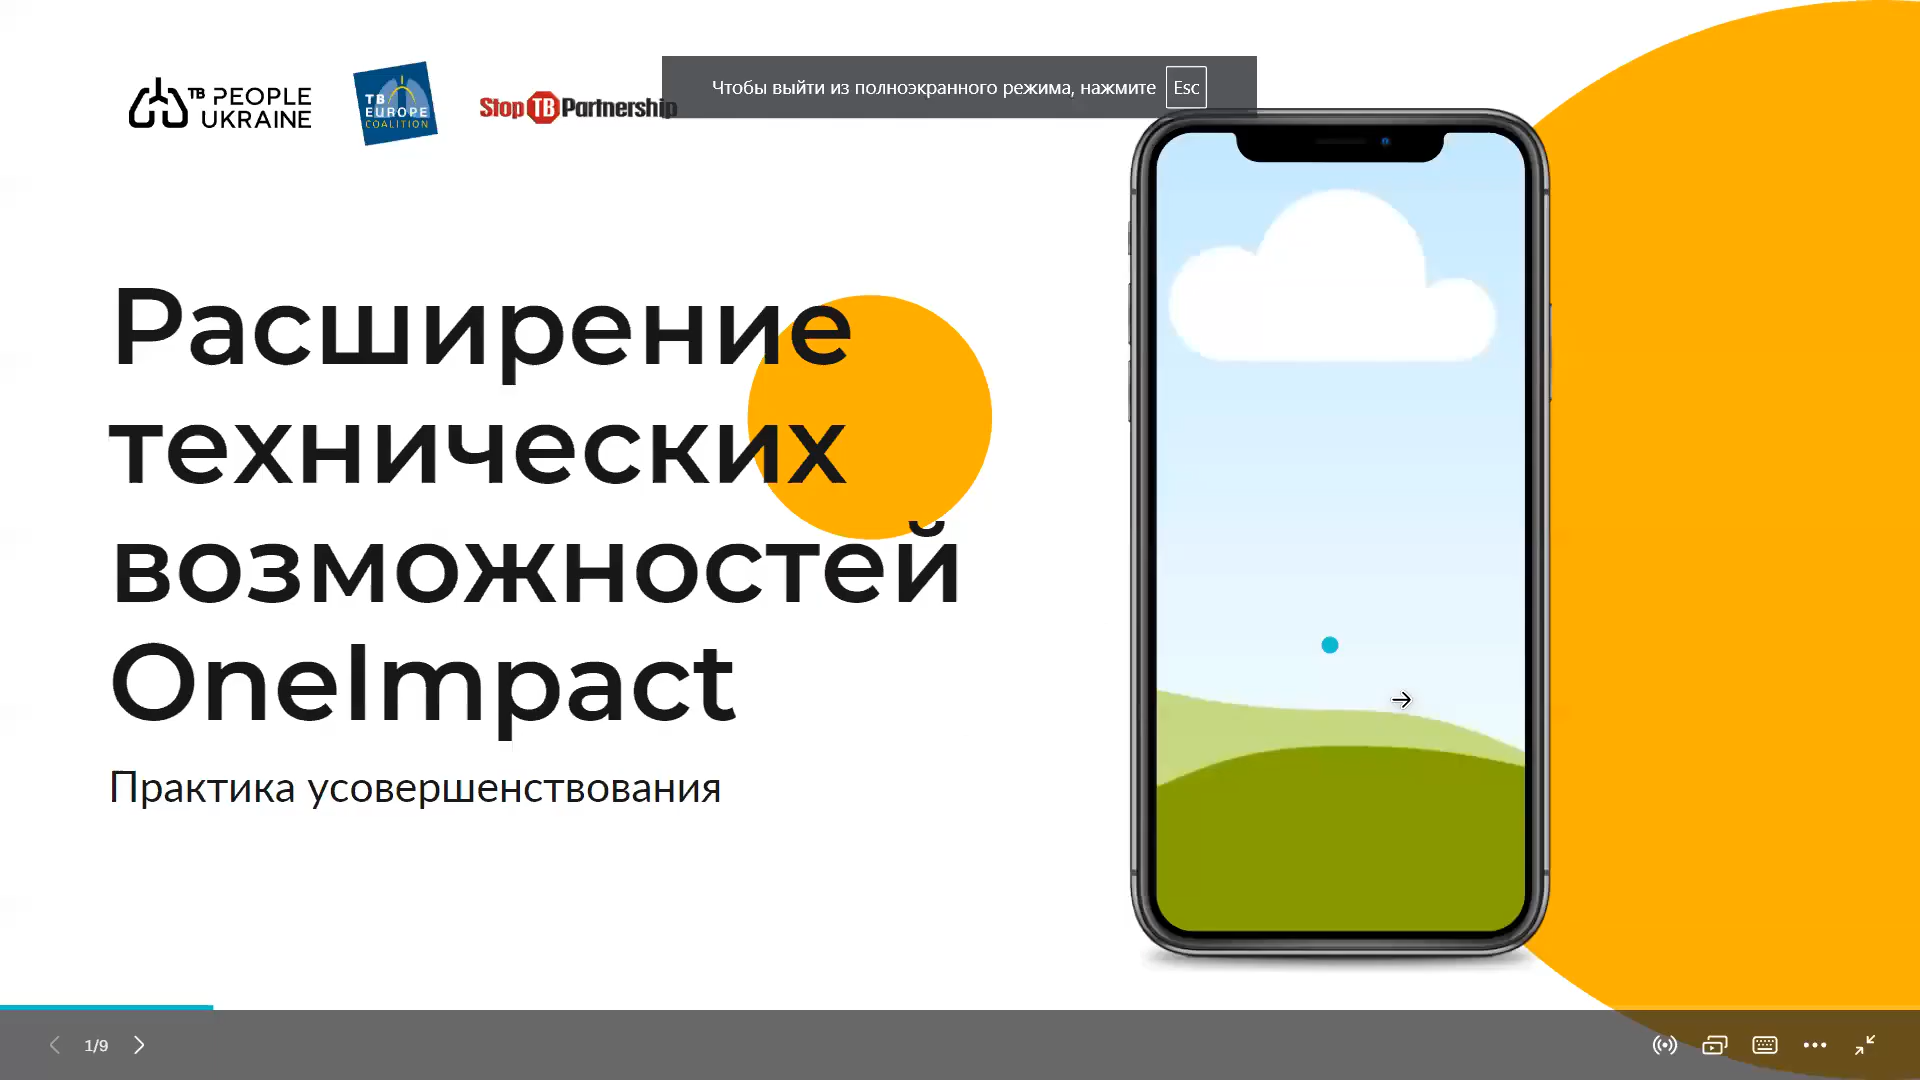 TB PEOPLE
UKRAINE
TB
EUROPE
COALITION
Stop TB Partnership
Чтобы выйти из полноэкранного режима, нажмите Esc
Расширение
технических
возможностей
OneImpact
Практика усовершенствования
1/9